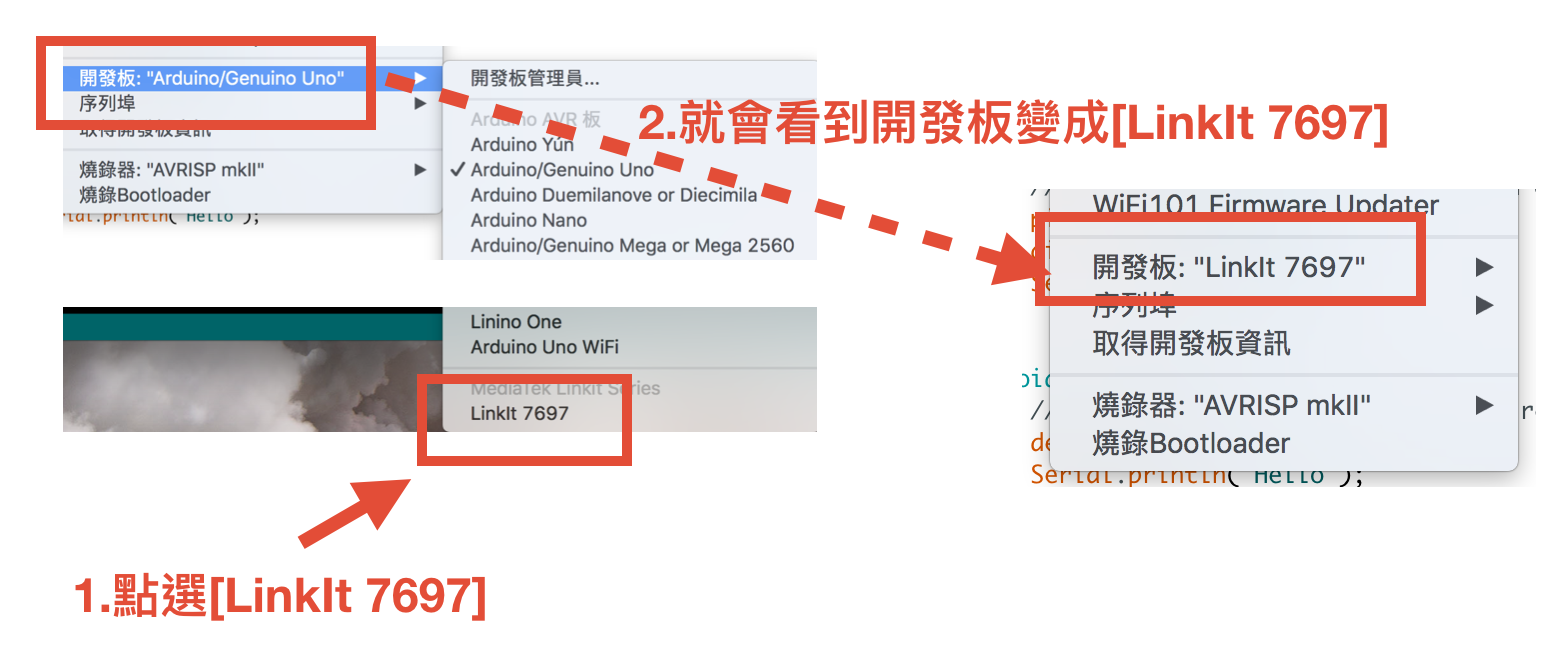 開發板: "Arduino/Genuino Uno"
序列埠
取得開發板資訊
燒錄器: "AVRISP mkII"
燒錄Bootloader
erial.println("Hello");
開發板管理員...
Arduino AVR 板
Arduino Yún
✓ Arduino/Genuino Uno
Arduino Duemilanove or Diecimila
Arduino Nano
Arduino/Genuino Mega or Mega 2560
Linino One
Arduino Uno WiFi
MediaTek LinkIt Series
LinkIt 7697
1.點選[LinkIt 7697]
2.就會看到開發板變成[LinkIt 7697]
//
WiFi101 Firmware Updater
開發板: "LinkIt 7697"
序列埠
取得開發板資訊
燒錄器: "AVRISP mkII"
燒錄Bootloader
Serial.println("Hello");